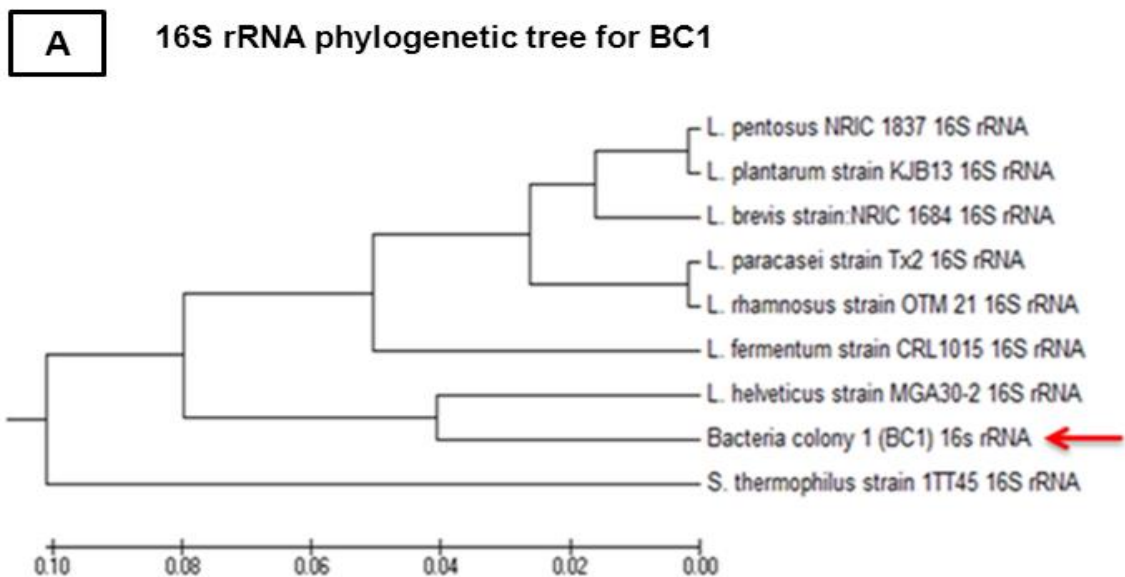 A
16S rRNA phylogenetic tree for BC1
L. pentosus NRIC 1837 16S rRNA
L. plantarum strain KJB13 16S rRNA
L. brevis strain:NRIC 1684 16S rRNA
L. paracasei strain Tx2 16S rRNA
L. rhamnosus strain OTM 21 16S rRNA
L. fermentum strain CRL1015 16S rRNA
L. helveticus strain MGA30-2 16S rRNA
Bacteria colony 1 (BC1) 16s rRNA
S. thermophilus strain 1TT45 16S rRNA
0.10 0.08 0.06 0.04 0.02 0.00